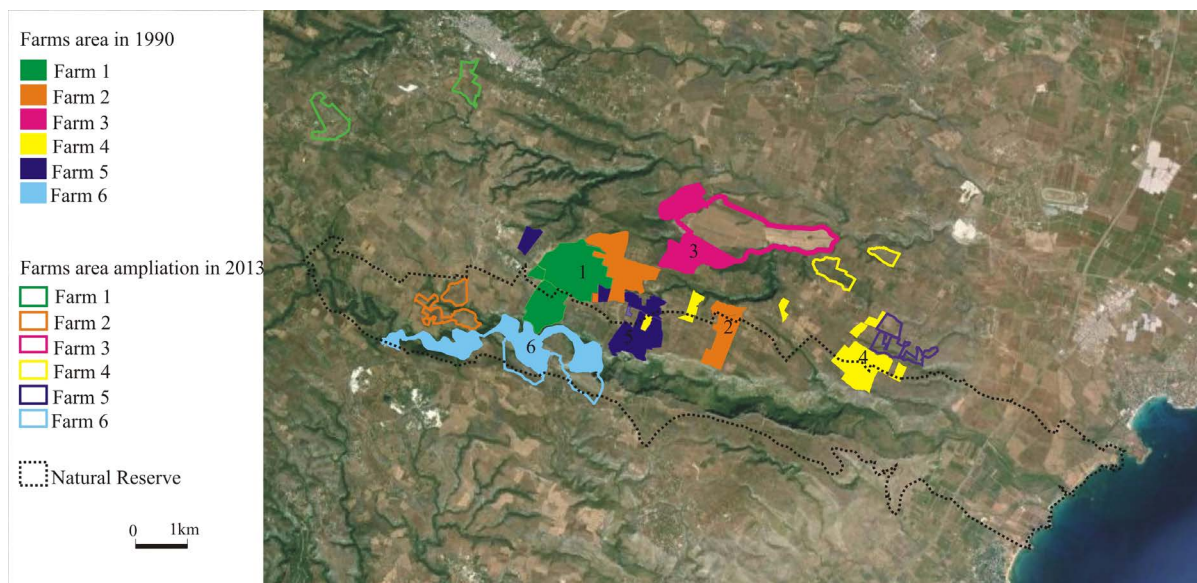 Farms area in 1990
Farm 1
Farm 2
Farm 3
Farm 4
Farm 5
Farm 6
Farms area ampliation in 2013
Farm 1
Farm 2
Farm 3
Farm 4
Farm 5
Farm 6
Natural Reserve
0 1km
3
1
2
5
6
4